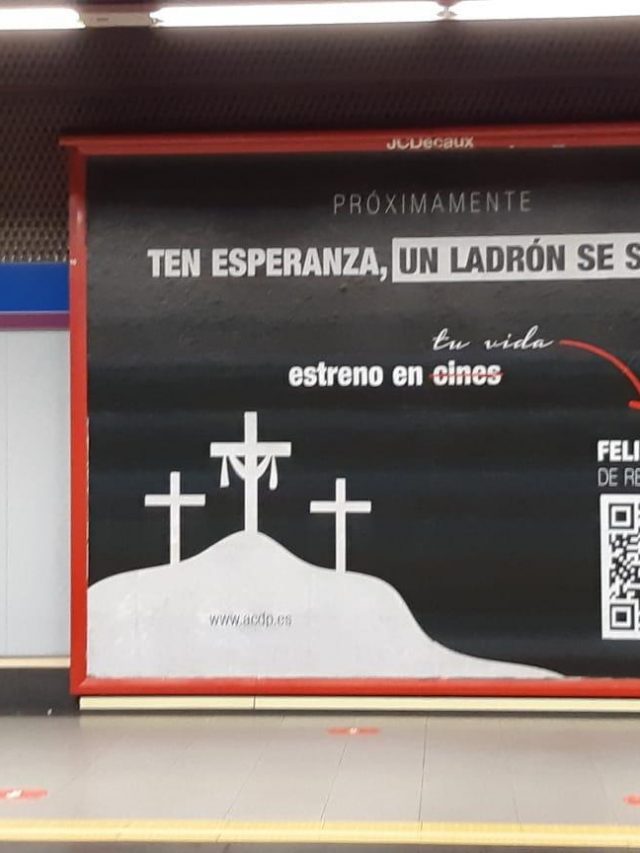 JCDecaux
PRÓXIMAMENTE
TEN ESPERANZA, UN LADRÓN SE S
tu vida
estreno en cines
FELI
DE RE
www.acdp.es